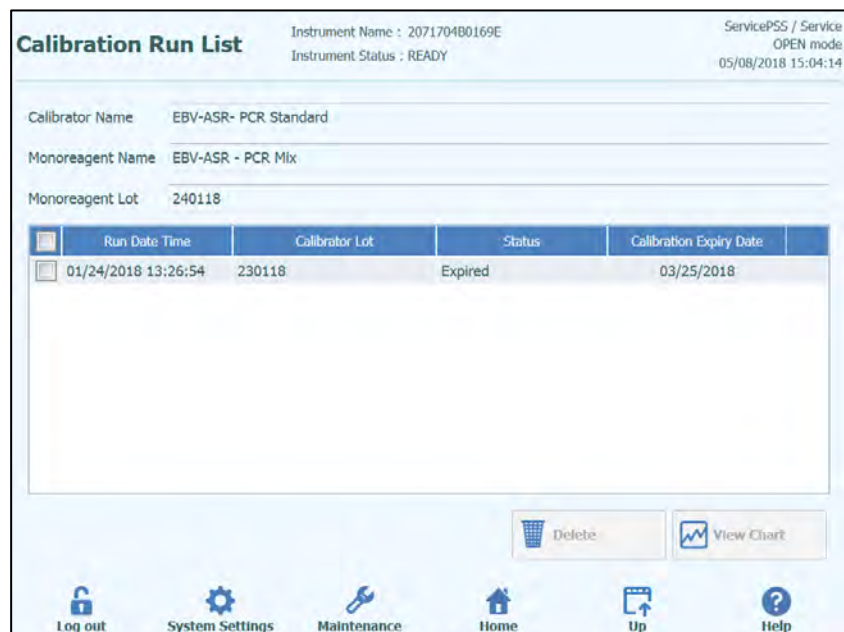 Calibration Run List
Instrument Name : 2071704B0169E
Instrument Status : READY
ServicePSS / Service
OPEN mode
05/08/2018 15:04:14
Calibrator Name EBV-ASR- PCR Standard
Monoreagent Name EBV-ASR - PCR Mix
Monoreagent Lot 240118
Run Date Time Calibrator Lot Status Calibration Expiry Date
01/24/2018 13:26:54 230118 Expired 03/25/2018
Delete View Chart
Log out System Settings Maintenance Home Up Help